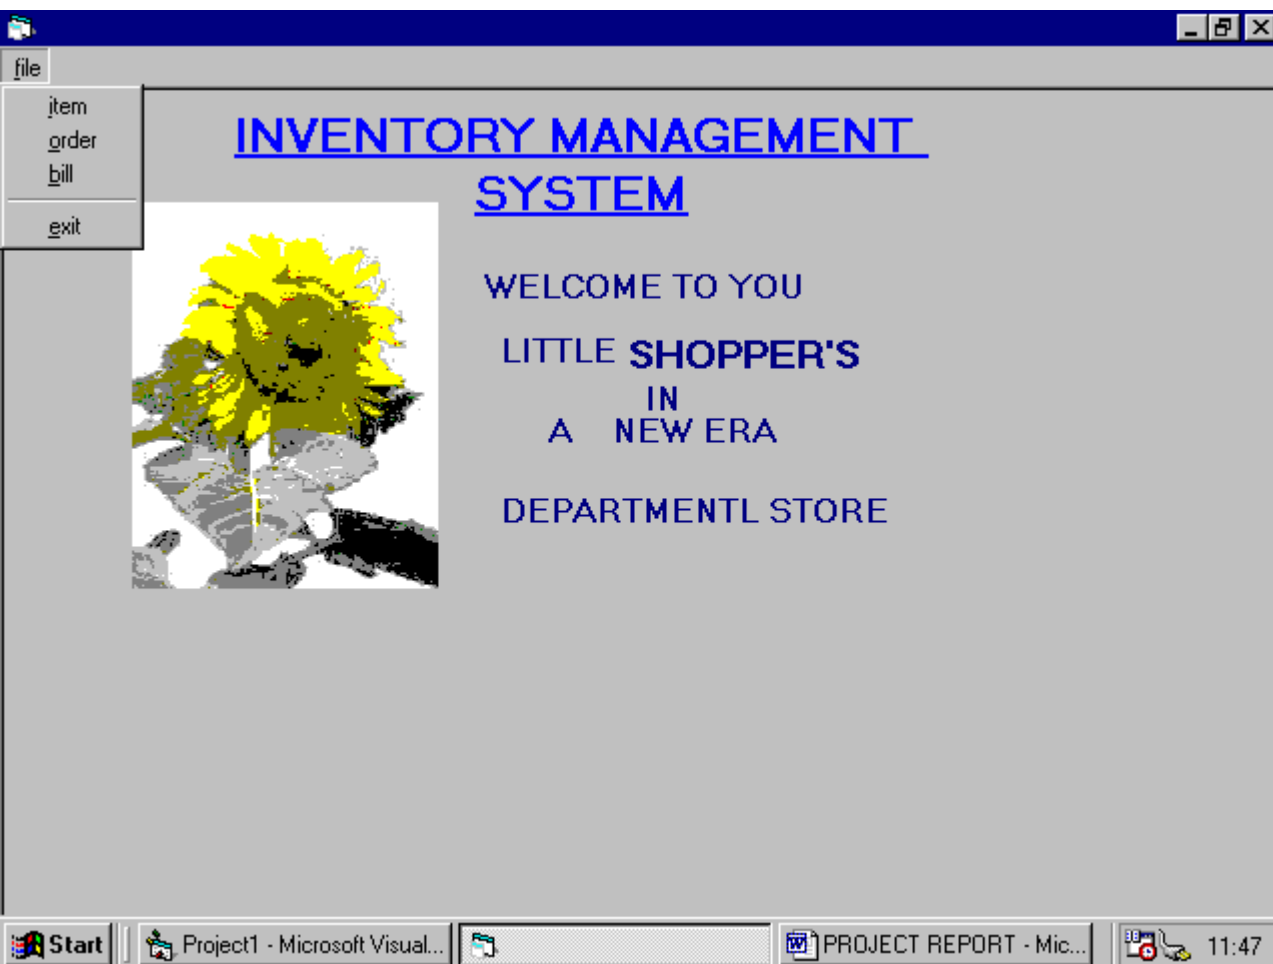 file
item
order
bill
exit
INVENTORY MANAGEMENT
SYSTEM
WELCOME TO YOU
LITTLE SHOPPER'S
IN
A NEW ERA
DEPARTMENTL STORE
Start Project1 - Microsoft Visual... PROJECT REPORT - Mic... 11:47